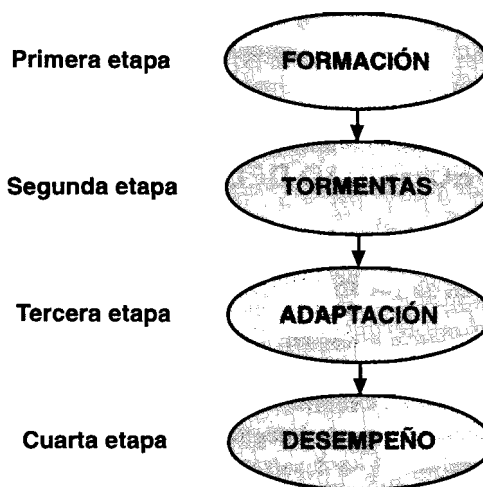 Primera etapa FORMACIÓN
Segunda etapa TORMENTAS
Tercera etapa ADAPTACIÓN
Cuarta etapa DESEMPEÑO